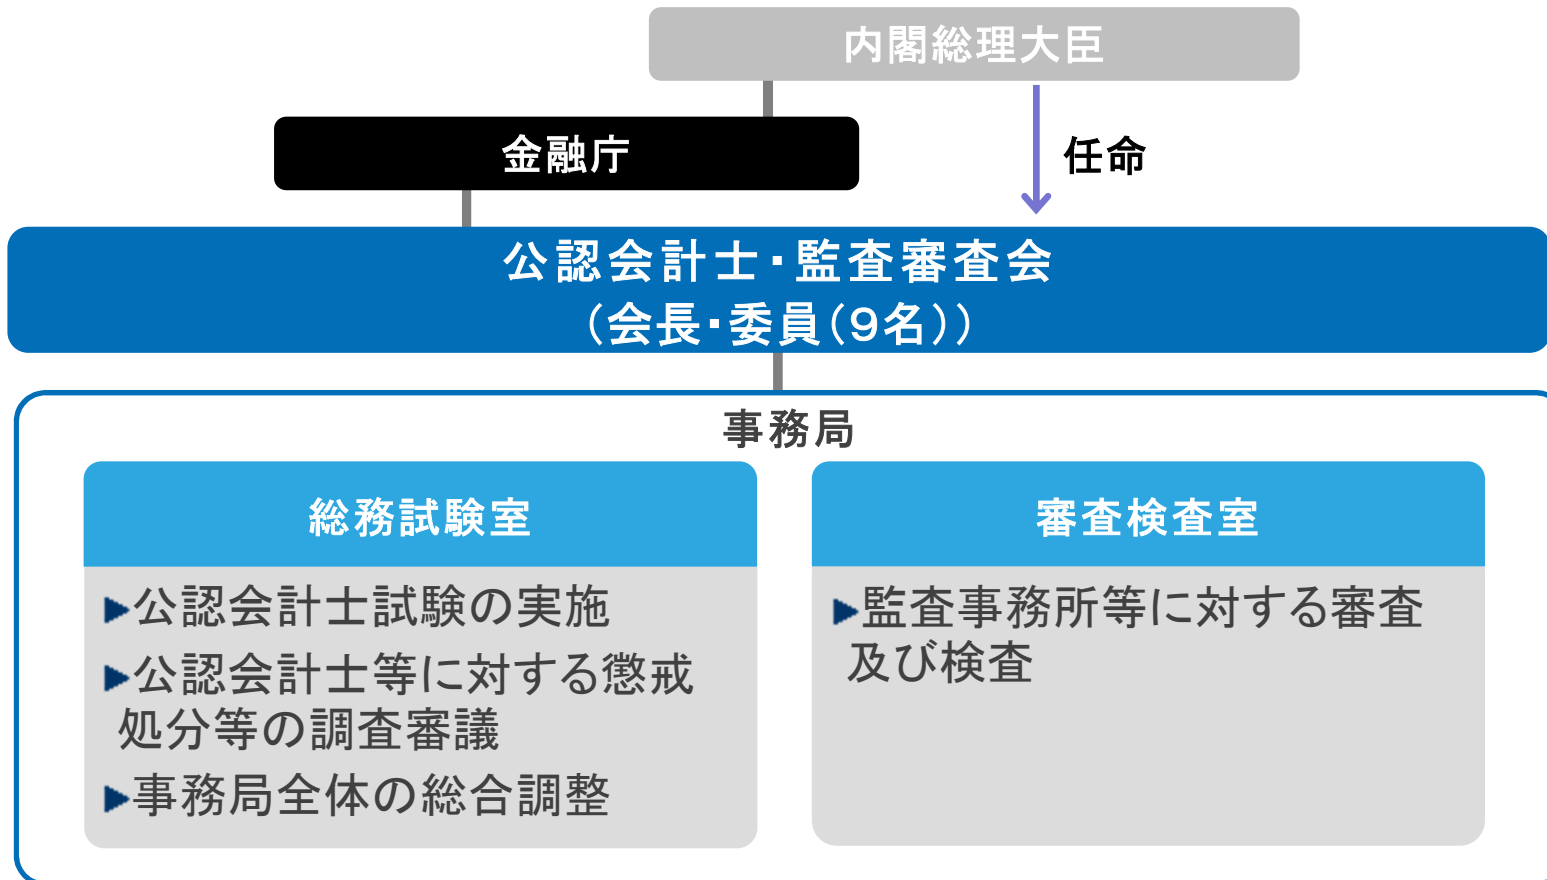 内閣総理大臣
金融庁
任命
公認会計士・監査審査会
（会長・委員（９名））
事務局
総務試験室
►公認会計士試験の実施
►公認会計士等に対する懲戒
処分等の調査審議
►事務局全体の総合調整
審査検査室
►監査事務所等に対する審査
及び検査